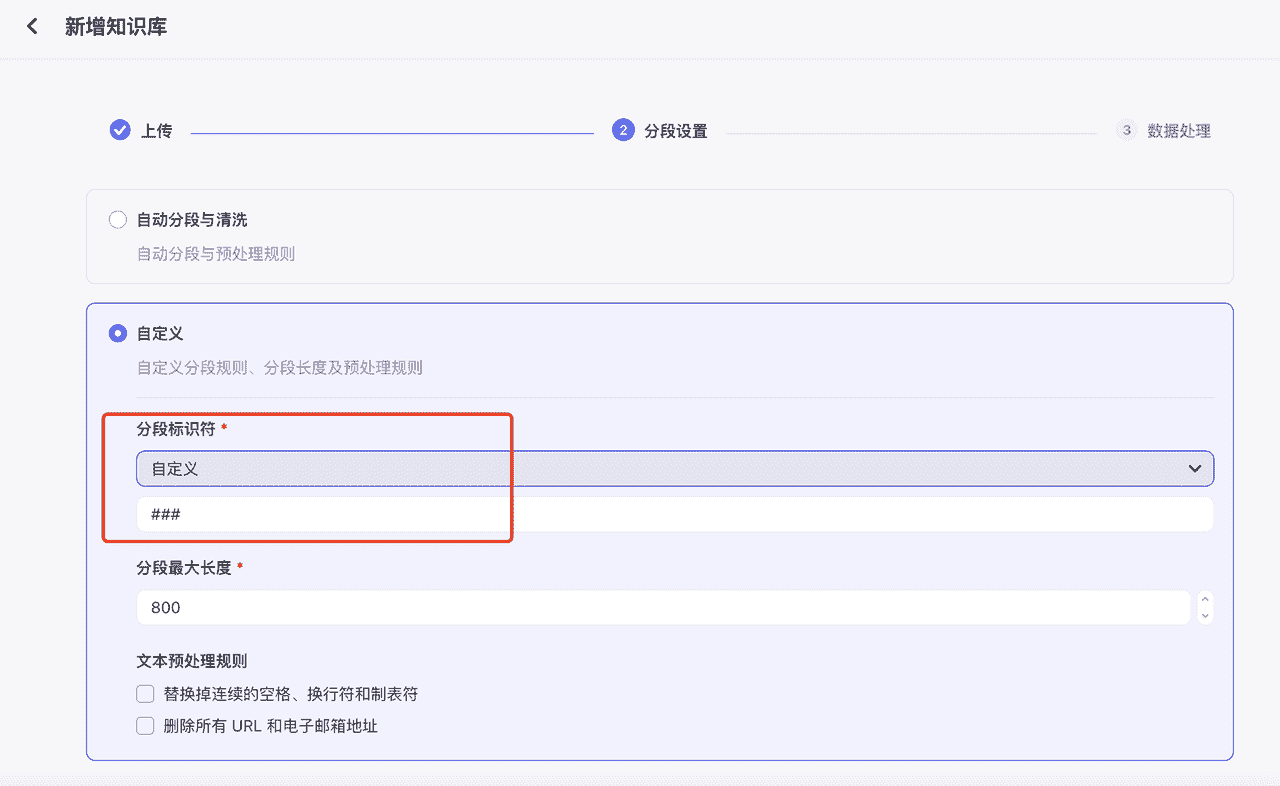 新增知识库
上传
2 分段设置
3 数据处理
自动分段与清洗
自动分段与预处理规则
自定义
自定义分段规则、分段长度及预处理规则
分段标识符 *
自定义
###
分段最大长度 *
800
文本预处理规则
替换掉连续的空格、换行符和制表符
删除所有 URL 和电子邮箱地址